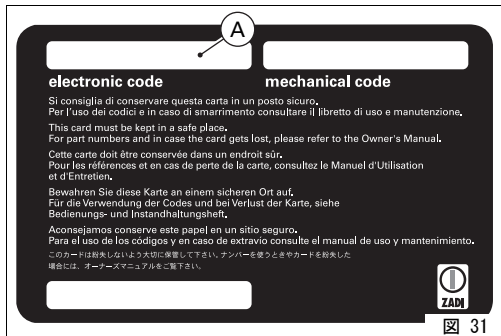 A
electronic code
mechanical code
Si consiglia di conservare questa carta in un posto sicuro.
Per l'uso dei codici e in caso di smarrimento consultare il libretto di uso e manutenzione.
This card must be kept in a safe place.
For part numbers and in case the card gets lost, please refer to the Owner's Manual.
Cette carte doit être conservée dans un endroit sûr.
Pour les références et en cas de perte de la carte, consultez le Manuel d'Utilisation
et d'Entretien.
Bewahren Sie diese Karte an einem sicheren Ort auf.
Für die Verwendung der Codes und bei Verlust der Karte, siehe
Bedienungs- und Instandhaltungsheft.
Aconsejamos conserve este papel en un sitio seguro.
Para el uso de los códigos y en caso de extravio consulte el manual de uso y mantenimiento.
このカードは紛失しないよう大切に保管して下さい。ナンバーを使うときやカードを紛失した
場合には、オーナーズマニュアルをご覧下さい。
ZADI
図 31